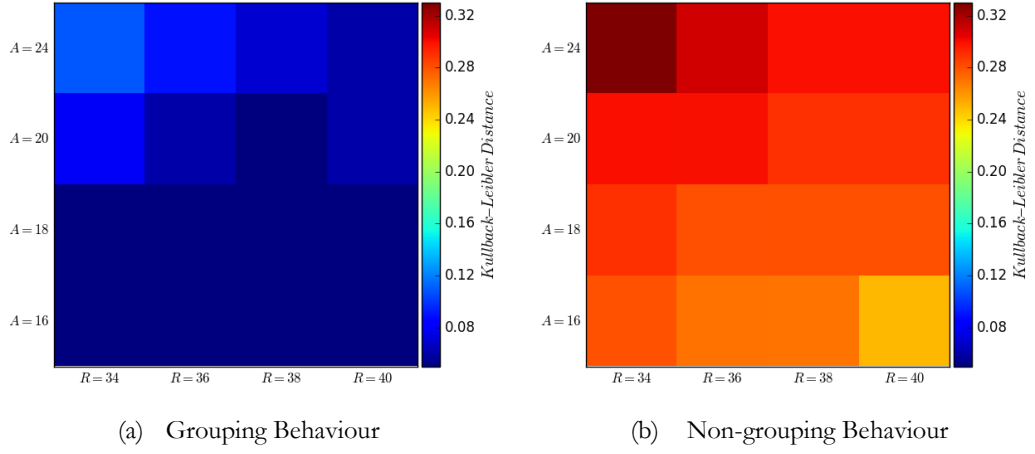 A = 24
A = 20
A = 18
A = 16
R = 34 R = 36 R = 38 R = 40
0.32
0.28
0.24
0.20
0.16
0.12
0.08
Kullback–Leibler Distance
(a) Grouping Behaviour
A = 24
A = 20
A = 18
A = 16
R = 34 R = 36 R = 38 R = 40
0.32
0.28
0.24
0.20
0.16
0.12
0.08
Kullback–Leibler Distance
(b) Non-grouping Behaviour